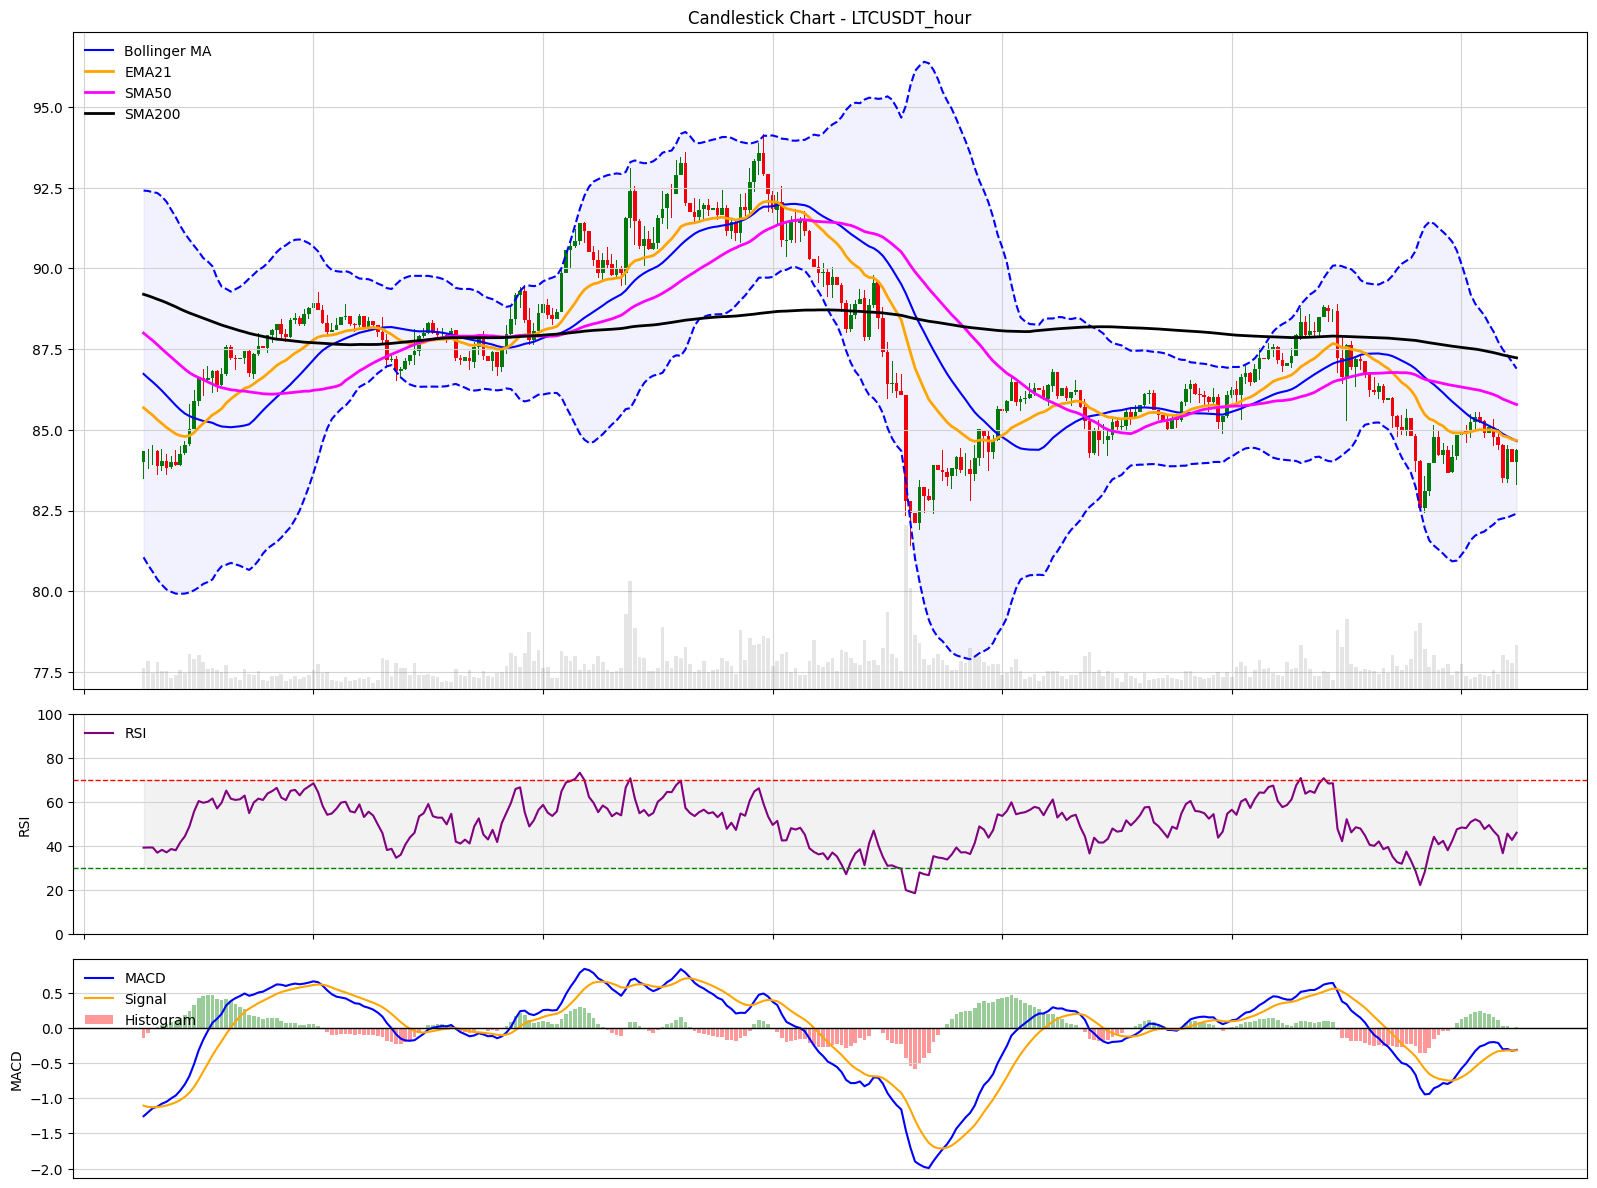 Candlestick Chart - LTCUSDT_hour
Bollinger MA
EMA21
SMA50
SMA200
95.0
92.5
90.0
87.5
85.0
82.5
80.0
77.5
RSI
100
80
60
40
20
0
RSI
MACD
Signal
Histogram
0.5
0.0
−0.5
−1.0
−1.5
−2.0
MACD